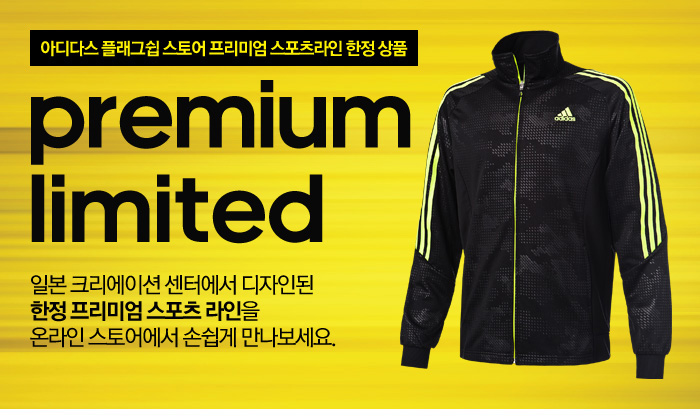 아디다스 플래그쉽 스토어 프리미엄 스포츠라인 한정 상품
premium
limited
일본 크리에이션 센터에서 디자인된
한정 프리미엄 스포츠 라인을
온라인 스토어에서 손쉽게 만나보세요.
adidas